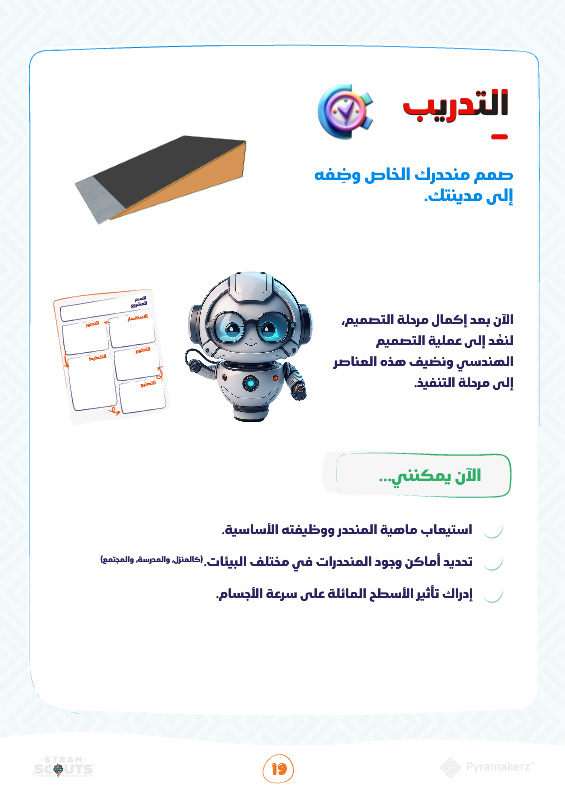 التدريب
صمم منحدرك الخاص وضِفه
إلى مدينتك.
الآن بعد إكمال مرحلة التصميم،
لنعُد إلى عملية التصميم
الهندسي ونضيف هذه العناصر
إلى مرحلة التنفيذ.
الآن يمكنني...
استيعاب ماهية المنحدر ووظيفته الأساسية.
تحديد أماكن وجود المنحدرات في مختلف البيئات. (كالمنزل، والمدرسة، والمجتمع)
إدراك تأثير الأسطح المائلة على سرعة الأجسام.
STEAM
SCOUTS
١٩
Pyramakerz